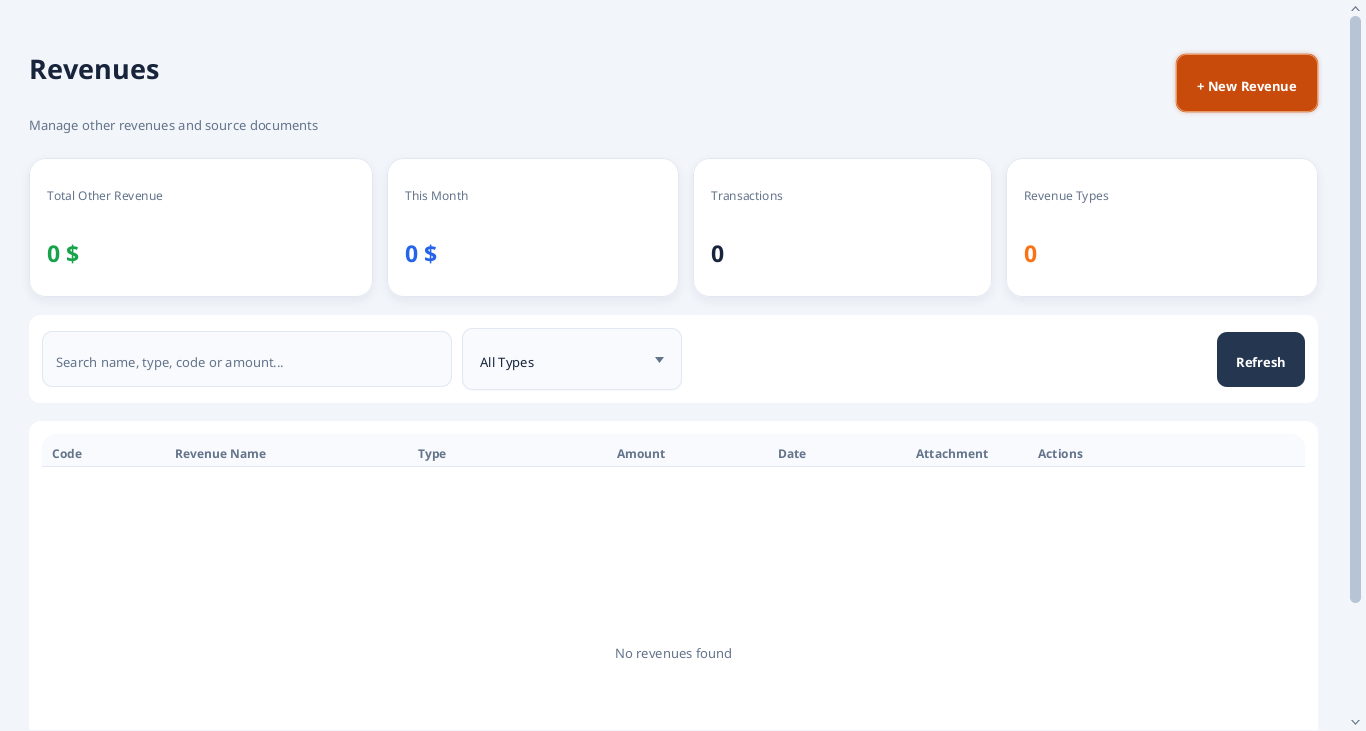 Revenues
+ New Revenue
Manage other revenues and source documents
Total Other Revenue
This Month
Transactions
Revenue Types
0 $
0 $
0
0
Search name, type, code or amount...
All Types
Refresh
Code
Revenue Name
Type
Amount
Date
Attachment
Actions
No revenues found